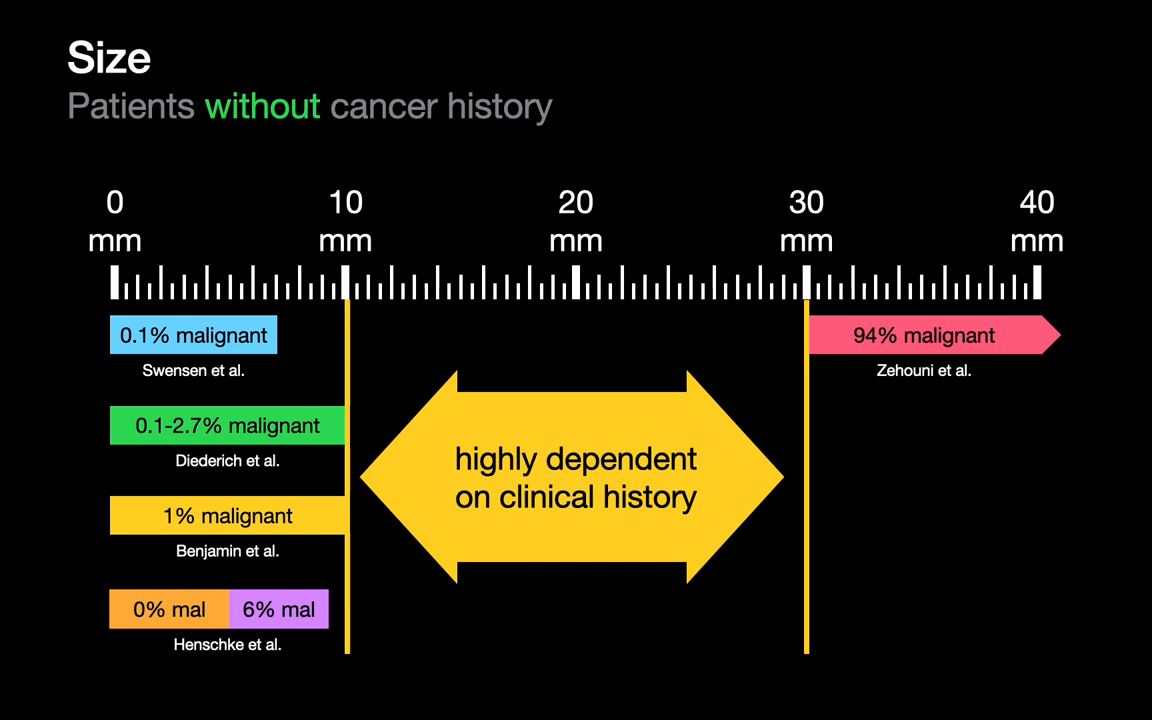 Size
Patients without cancer history
0 10 20 30 40
mm mm mm mm mm
0.1% malignant
94% malignant
Swensen et al.
Zehouni et al.
0.1-2.7% malignant
Diederich et al.
highly dependent
on clinical history
1% malignant
Benjamin et al.
0% mal 6% mal
Henschke et al.